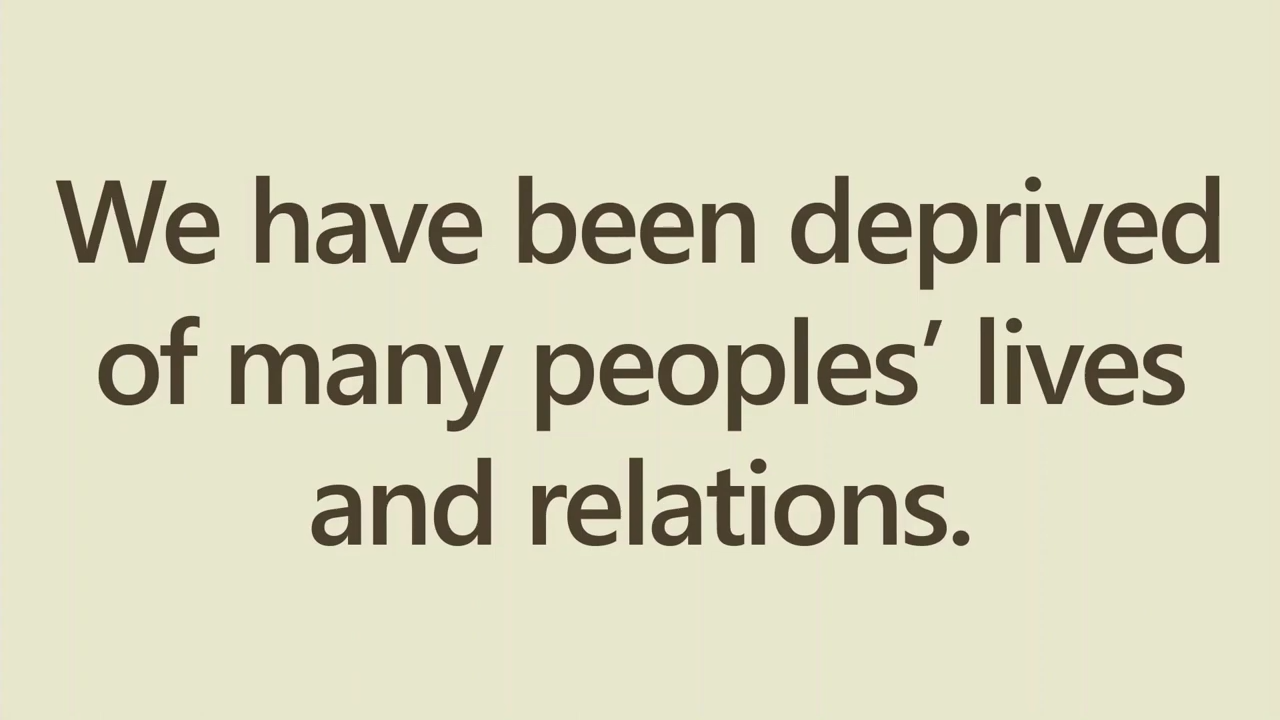 We have been deprived
of many peoples’ lives
and relations.